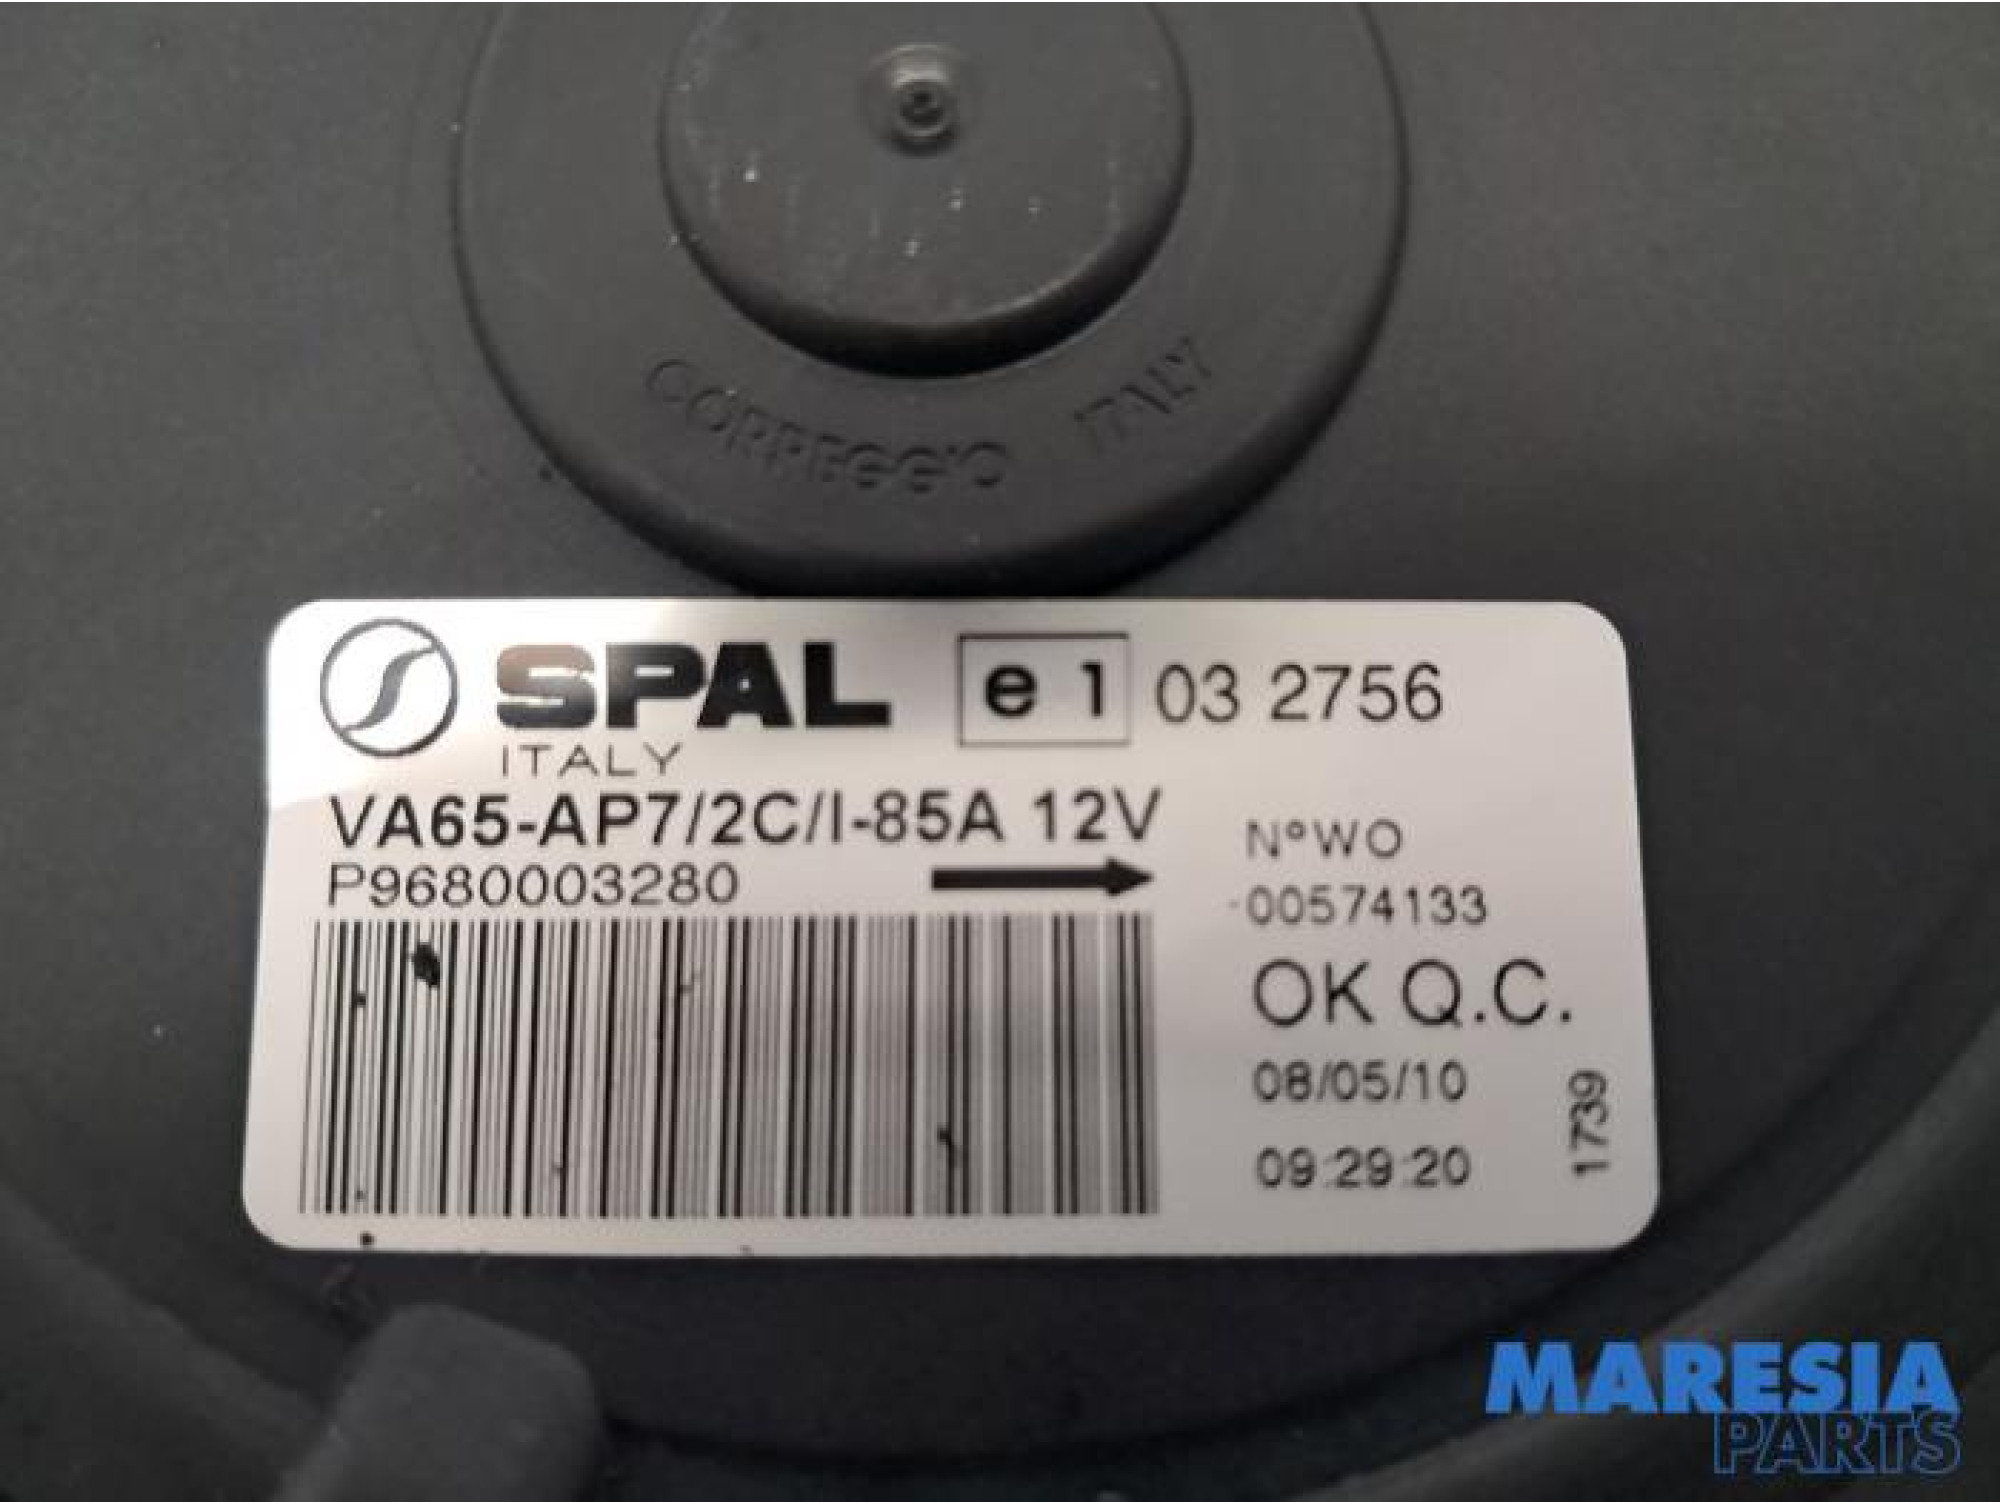 CORREGGIO ITALY
SPAL e1 03 2756
ITALY
VA65-AP7/2C/I-85A 12V
P9680003280
N°WO
00574133
OK Q.C.
08/05/10
09:29:20
1739
MARESIA
PARTS